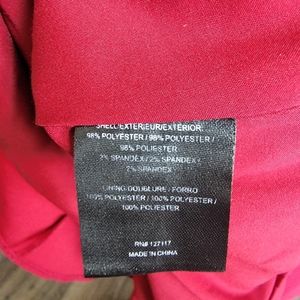 SHELL/EXTERIEUR/EXTERIOR:
98% POLYESTER / 98% POLYESTER /
98% POLIESTER
2% SPANDEX / 2% SPANDEX /
2% SPANDEX
LINING / DOUBLURE / FORRO
100% POLYESTER / 100% POLYESTER /
100% POLIESTER
RN# 127117
MADE IN CHINA